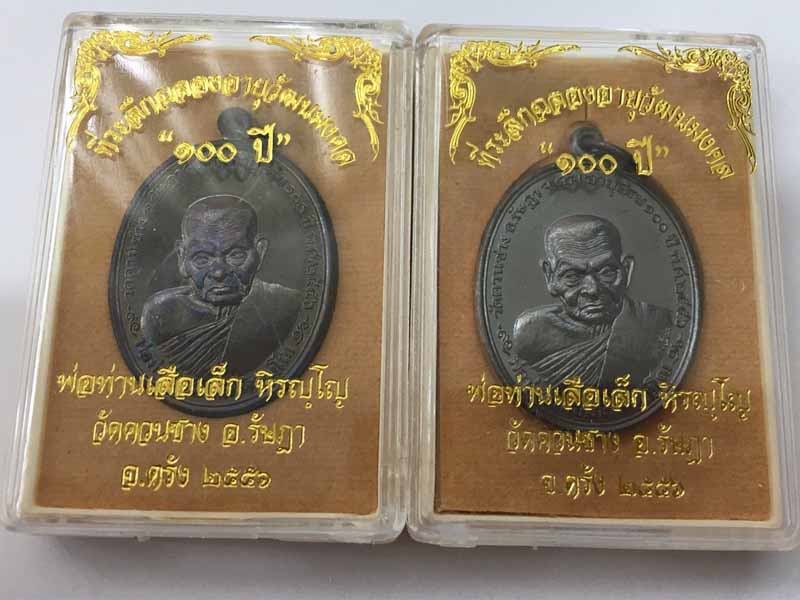 ที่ระลึกฉลองอายุวัฒนมงคล
"๑๐๐ ปี"
พ่อท่านเสือเล็ก หิรญฺโญ
วัดควนซาง อ.รัษฎา
จ.ตรัง ๒๕๕๖
ที่ระลึกฉลองอายุวัฒนมงคล
"๑๐๐ ปี"
พ่อท่านเสือเล็ก หิรญฺโญ
วัดควนซาง อ.รัษฎา
จ.ตรัง ๒๕๕๖